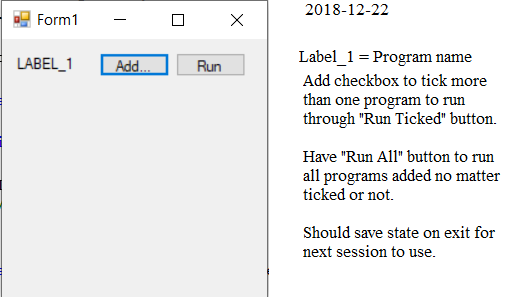 Form1
LABEL_1 Add... Run
2018-12-22
Label_1 = Program name
Add checkbox to tick more
than one program to run
through "Run Ticked" button.
Have "Run All" button to run
all programs added no matter
ticked or not.
Should save state on exit for
next session to use.